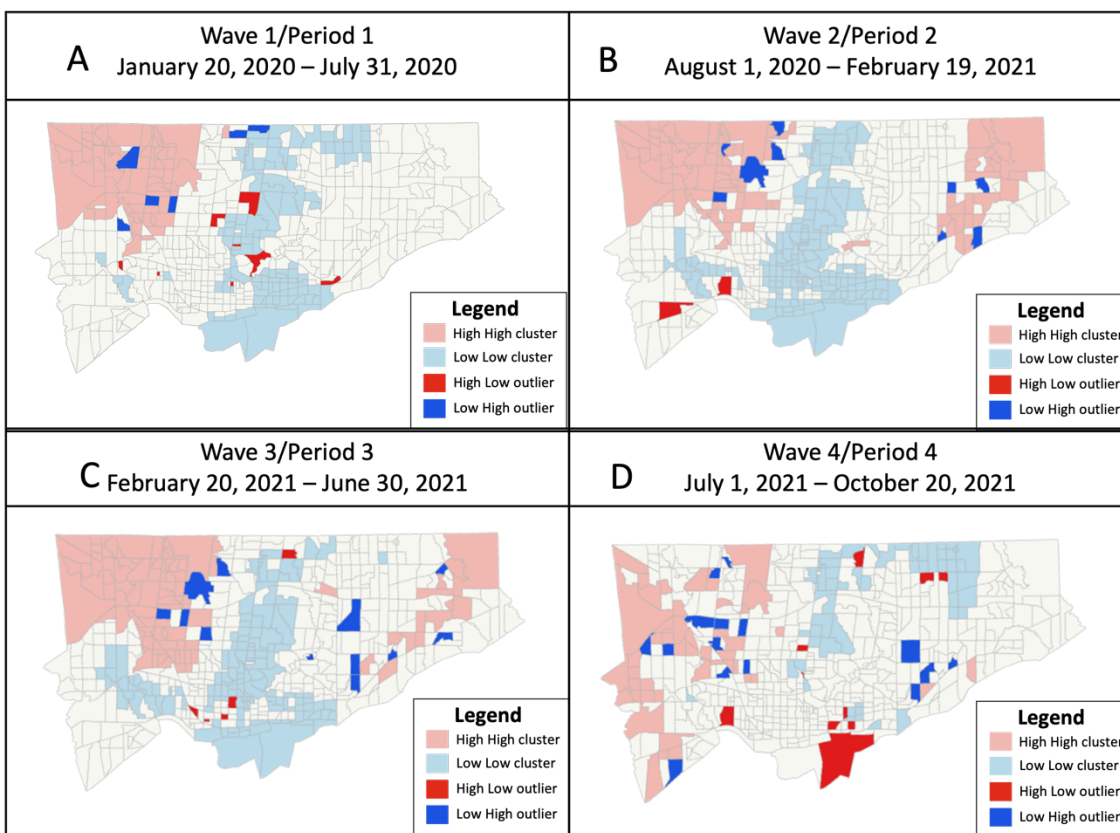 A
Wave 1/Period 1
January 20, 2020 – July 31, 2020
Legend
High High cluster
Low Low cluster
High Low outlier
Low High outlier
B
Wave 2/Period 2
August 1, 2020 – February 19, 2021
Legend
High High cluster
Low Low cluster
High Low outlier
Low High outlier
C
Wave 3/Period 3
February 20, 2021 – June 30, 2021
Legend
High High cluster
Low Low cluster
High Low outlier
Low High outlier
D
Wave 4/Period 4
July 1, 2021 – October 20, 2021
Legend
High High cluster
Low Low cluster
High Low outlier
Low High outlier